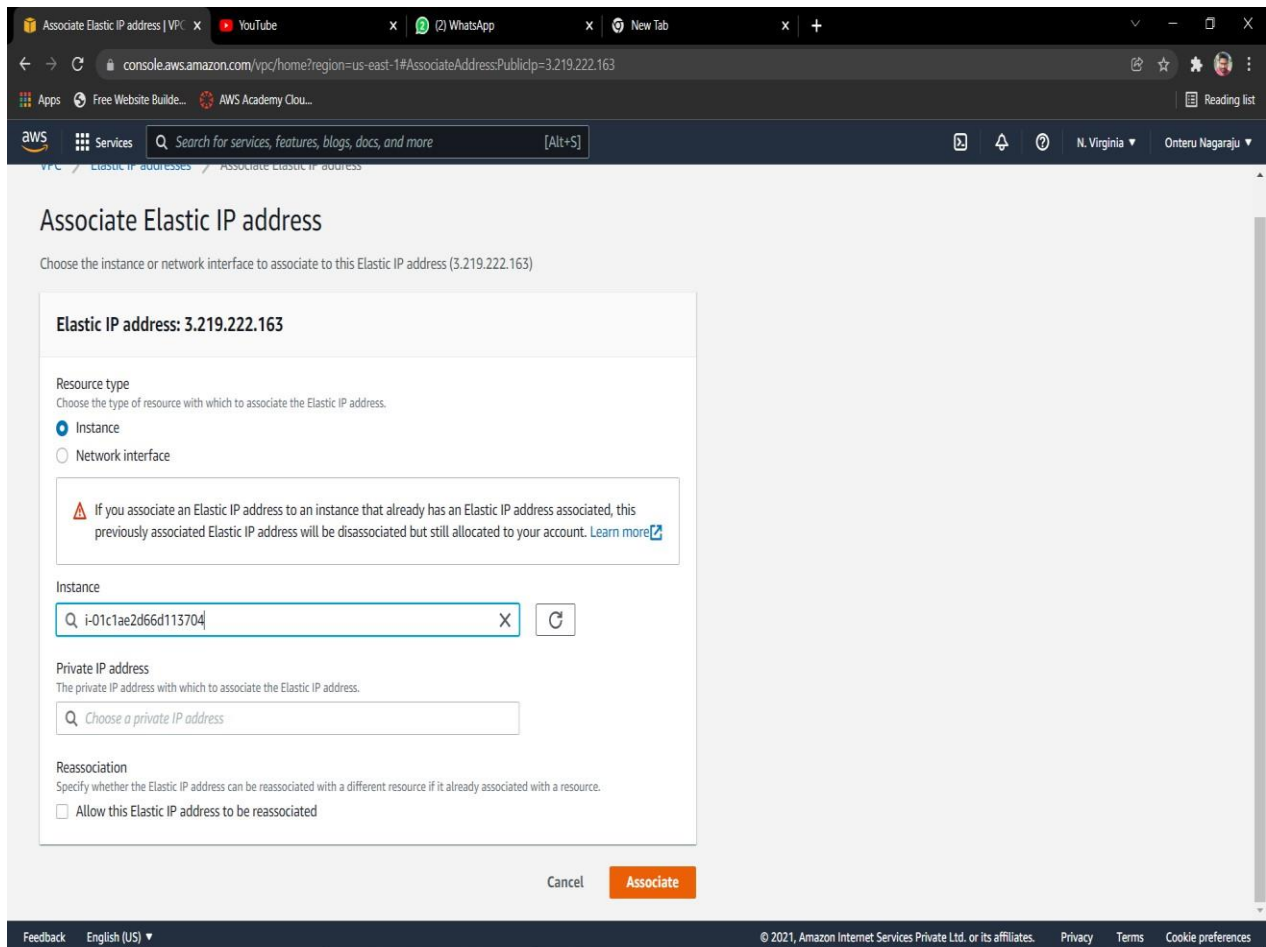 Associate Elastic IP address | VPC
YouTube
(2) WhatsApp
New Tab
console.aws.amazon.com/vpc/home?region=us-east-1#AssociateAddress:PublicIp=3.219.222.163
Apps Free Website Builde... AWS Academy Clou... Reading list
aws Services Search for services, features, blogs, docs, and more [Alt+S] N. Virginia ▼ Onteru Nagaraju ▼
VPC / Elastic IP addresses / Associate Elastic IP address
Associate Elastic IP address
Choose the instance or network interface to associate to this Elastic IP address (3.219.222.163)
Elastic IP address: 3.219.222.163
Resource type
Choose the type of resource with which to associate the Elastic IP address.
Instance
Network interface
If you associate an Elastic IP address to an instance that already has an Elastic IP address associated, this
previously associated Elastic IP address will be disassociated but still allocated to your account. Learn more
Instance
i-01c1ae2d66d113704
Private IP address
The private IP address with which to associate the Elastic IP address.
Choose a private IP address
Reassociation
Specify whether the Elastic IP address can be reassociated with a different resource if it already associated with a resource.
Allow this Elastic IP address to be reassociated
Cancel Associate
Feedback English (US) ▼ © 2021, Amazon Internet Services Private Ltd. or its affiliates. Privacy Terms Cookie preferences